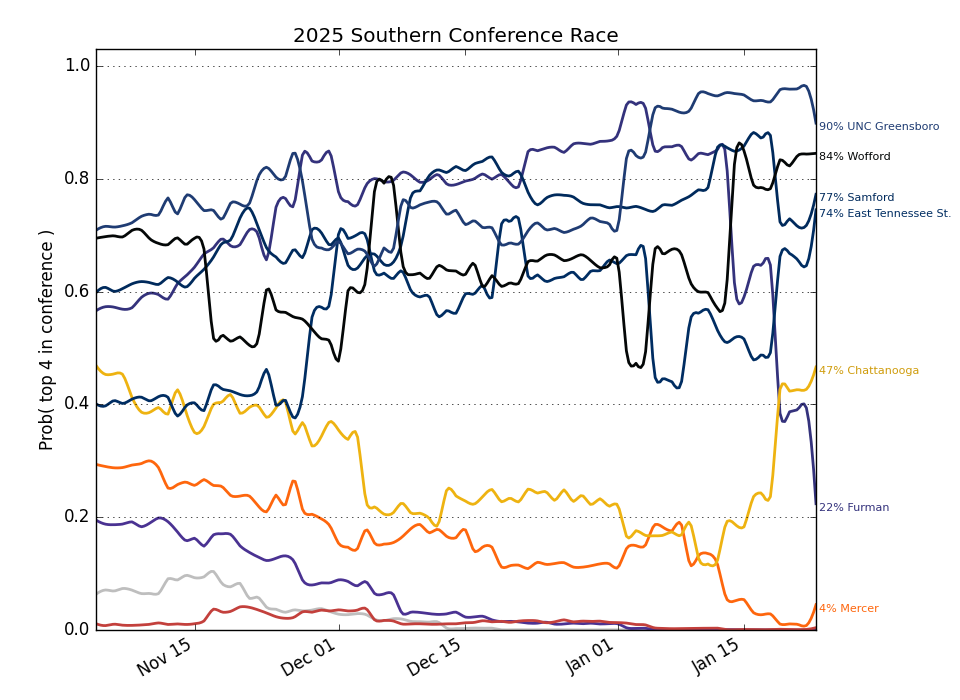 2025 Southern Conference Race
Prob( top 4 in conference )
1.0
0.8
0.6
0.4
0.2
0.0
Nov 15
Dec 01
Dec 15
Jan 01
Jan 15
90% UNC Greensboro
84% Wofford
77% Samford
74% East Tennessee St.
47% Chattanooga
22% Furman
4% Mercer